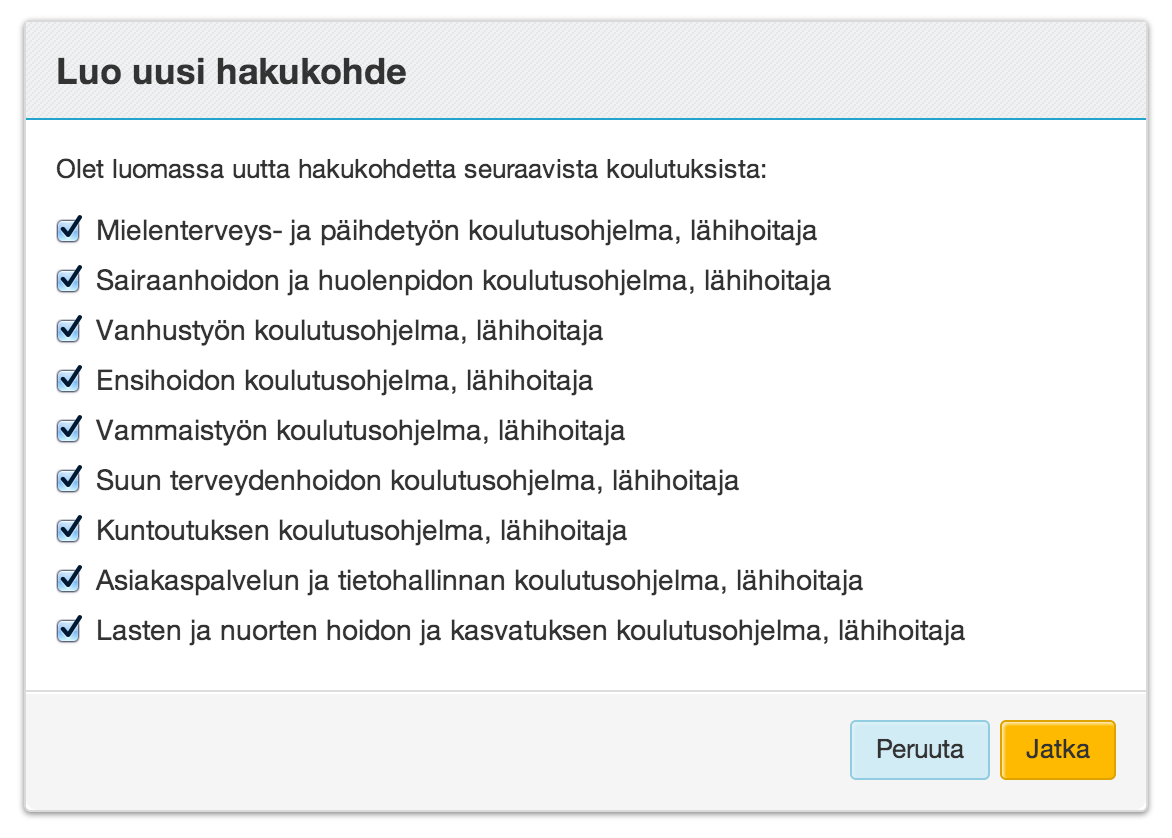 Luo uusi hakukohde
Olet luomassa uutta hakukohdetta seuraavista koulutuksista:
Mielenterveys- ja päihdetyön koulutusohjelma, lähihoitaja
Sairaanhoidon ja huolenpidon koulutusohjelma, lähihoitaja
Vanhustyön koulutusohjelma, lähihoitaja
Ensihoidon koulutusohjelma, lähihoitaja
Vammaistyön koulutusohjelma, lähihoitaja
Suun terveydenhoidon koulutusohjelma, lähihoitaja
Kuntoutuksen koulutusohjelma, lähihoitaja
Asiakaspalvelun ja tietohallinnan koulutusohjelma, lähihoitaja
Lasten ja nuorten hoidon ja kasvatuksen koulutusohjelma, lähihoitaja
Peruuta Jatka